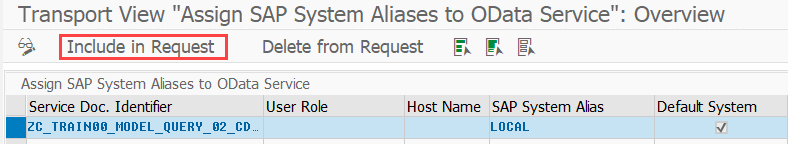 Transport View "Assign SAP System Aliases to OData Service": Overview
Include in Request Delete from Request
Assign SAP System Aliases to OData Service
Service Doc. Identifier User Role Host Name SAP System Alias Default System
ZC_TRAIN00_MODEL_QUERY_02_CD… LOCAL